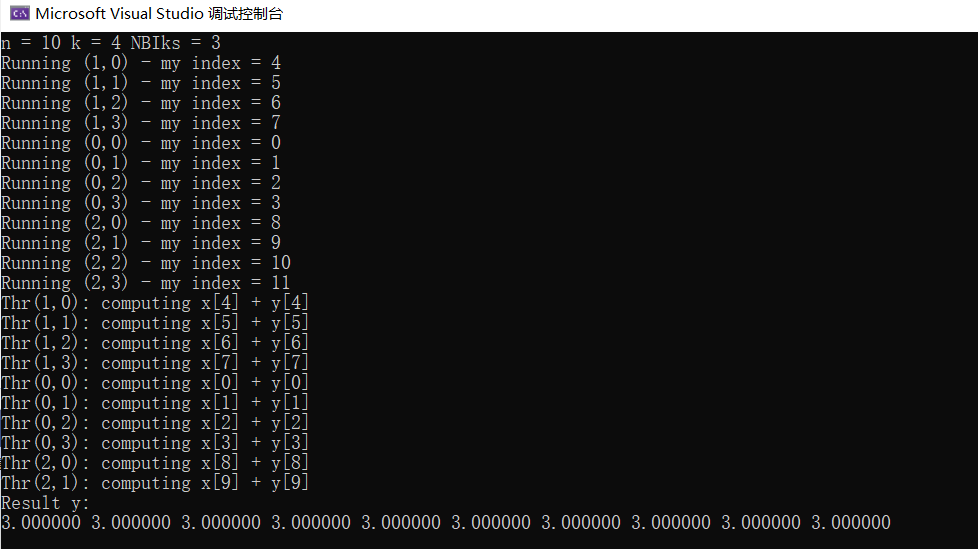 Microsoft Visual Studio 调试控制台
n = 10 k = 4 NBIks = 3
Running (1,0) - my index = 4
Running (1,1) - my index = 5
Running (1,2) - my index = 6
Running (1,3) - my index = 7
Running (0,0) - my index = 0
Running (0,1) - my index = 1
Running (0,2) - my index = 2
Running (0,3) - my index = 3
Running (2,0) - my index = 8
Running (2,1) - my index = 9
Running (2,2) - my index = 10
Running (2,3) - my index = 11
Thr(1,0): computing x[4] + y[4]
Thr(1,1): computing x[5] + y[5]
Thr(1,2): computing x[6] + y[6]
Thr(1,3): computing x[7] + y[7]
Thr(0,0): computing x[0] + y[0]
Thr(0,1): computing x[1] + y[1]
Thr(0,2): computing x[2] + y[2]
Thr(0,3): computing x[3] + y[3]
Thr(2,0): computing x[8] + y[8]
Thr(2,1): computing x[9] + y[9]
Result y:
3.000000 3.000000 3.000000 3.000000 3.000000 3.000000 3.000000 3.000000 3.000000 3.000000